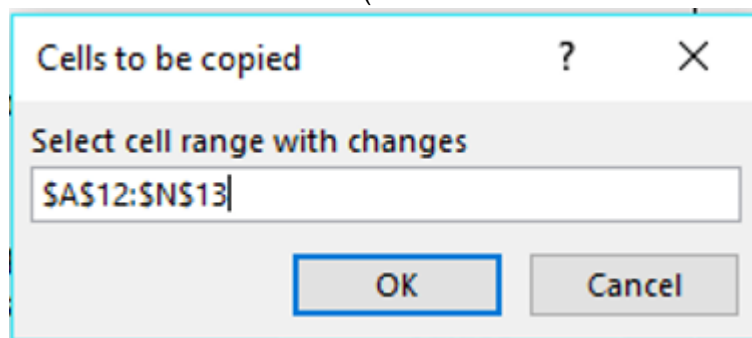 Cells to be copied ? ×
Select cell range with changes
$A$12:$N$13
OK Cancel